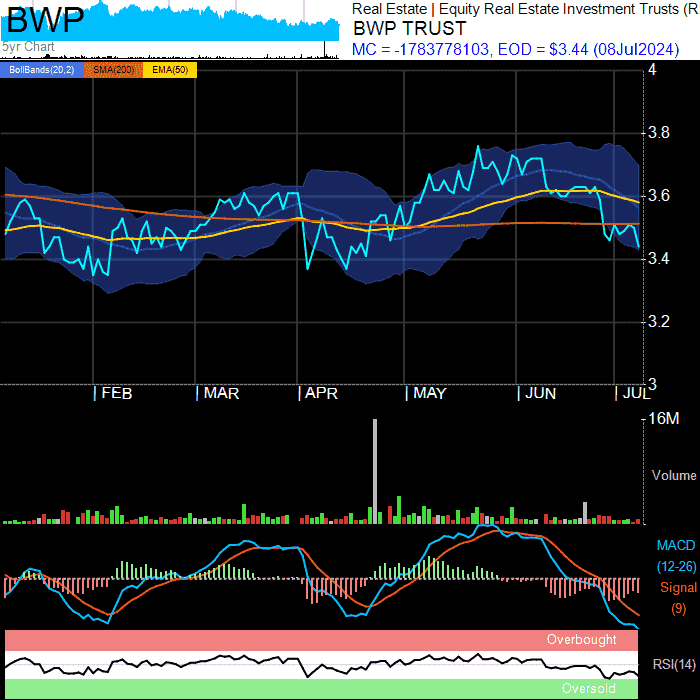 BWP
5yr Chart
Real Estate | Equity Real Estate Investment Trusts (R
BWP TRUST
MC = -1783778103, EOD = $3.44 (08Jul2024)
BollBands(20,2) SMA(200) EMA(50)
4
3.8
3.6
3.4
3.2
3
| FEB | MAR | APR | MAY | JUN | JUL
16M
Volume
MACD
(12-26)
Signal
(9)
Overbought
RSI(14)
Oversold